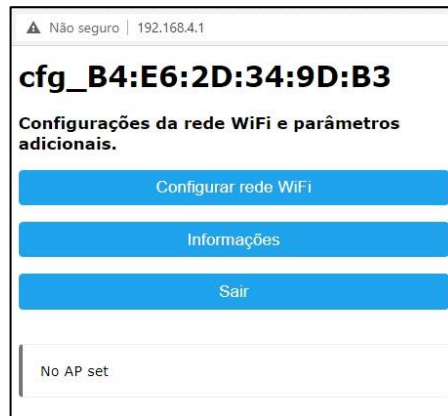 Não seguro | 192.168.4.1
cfg_B4:E6:2D:34:9D:B3
Configurações da rede WiFi e parâmetros
adicionais.
Configurar rede WiFi
Informações
Sair
No AP set